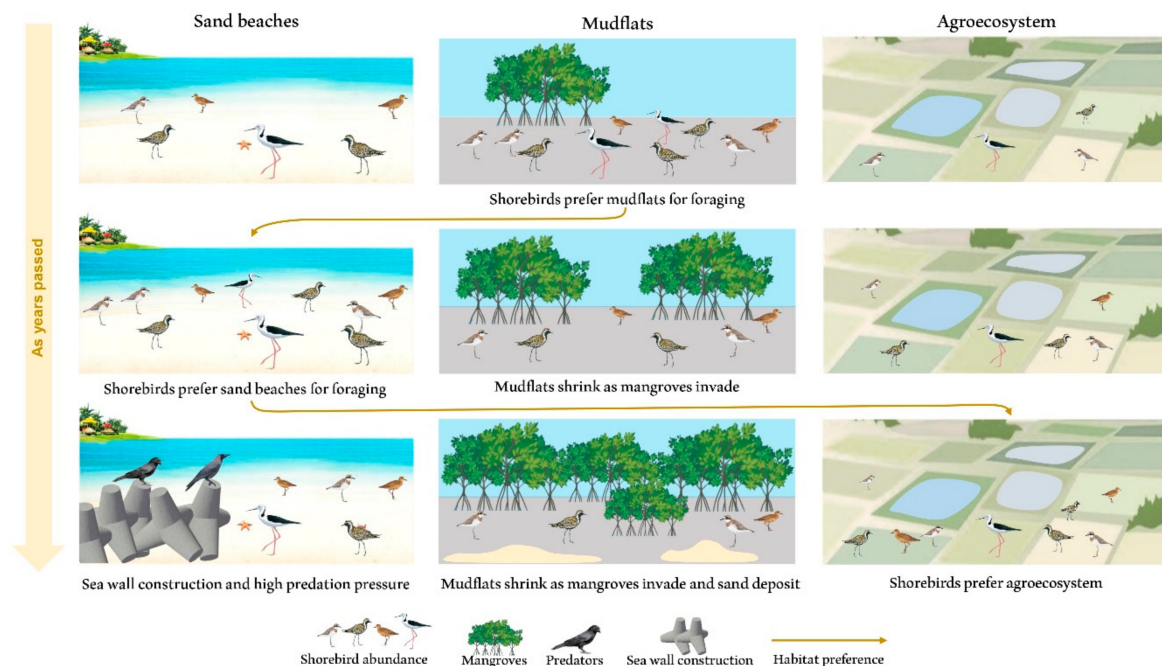 Sand beaches
Mudflats
Agroecosystem
As years passed
Shorebirds prefer mudflats for foraging
Shorebirds prefer sand beaches for foraging
Mudflats shrink as mangroves invade
Sea wall construction and high predation pressure
Mudflats shrink as mangroves invade and sand deposit
Shorebirds prefer agroecosystem
Shorebird abundance
Mangroves
Predators
Sea wall construction
Habitat preference